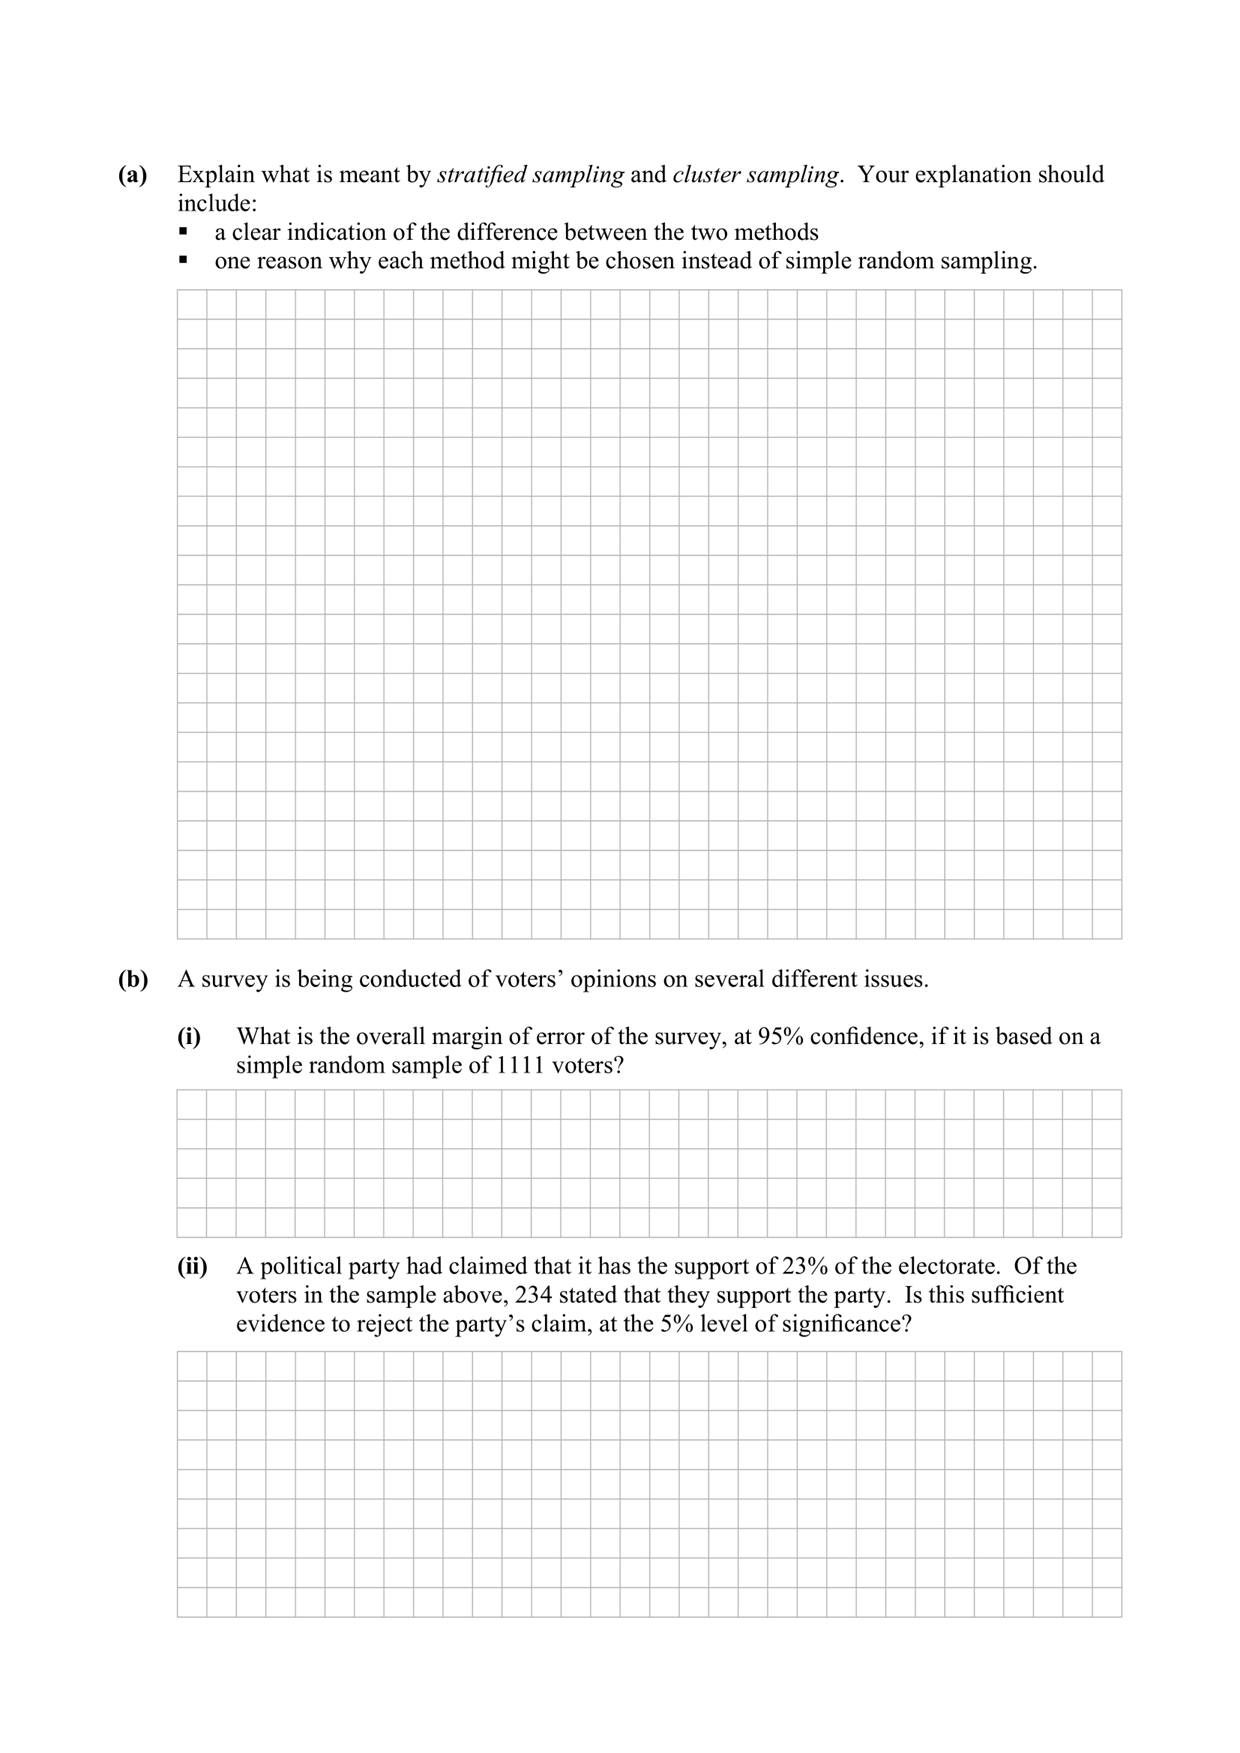 (a) Explain what is meant by stratified sampling and cluster sampling. Your explanation should
include:
▪ a clear indication of the difference between the two methods
▪ one reason why each method might be chosen instead of simple random sampling.
(b) A survey is being conducted of voters’ opinions on several different issues.
(i) What is the overall margin of error of the survey, at 95% confidence, if it is based on a
simple random sample of 1111 voters?
(ii) A political party had claimed that it has the support of 23% of the electorate. Of the
voters in the sample above, 234 stated that they support the party. Is this sufficient
evidence to reject the party’s claim, at the 5% level of significance?